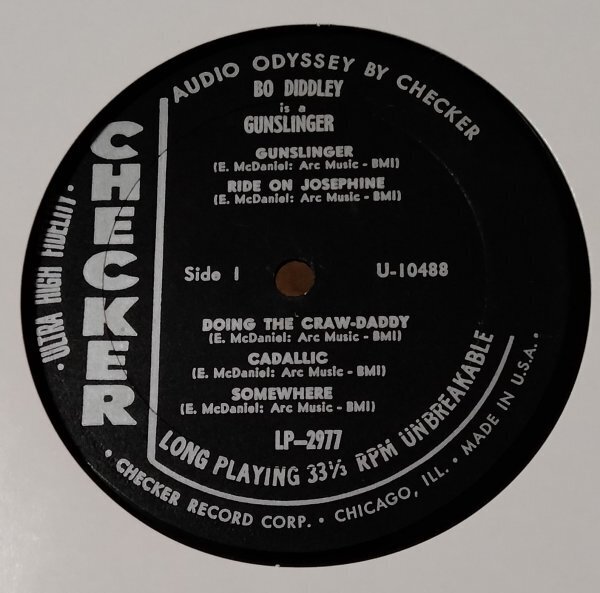 AUDIO ODYSSEY BY CHECKER
BO DIDDLEY
is a
GUNSLINGER
GUNSLINGER
(E. McDaniel: Arc Music - BMI)
RIDE ON JOSEPHINE
(E. McDaniel: Arc Music - BMI)
CHECKER
• ULTRA HIGH FIDELITY •
Side 1
U-10488
DOING THE CRAW-DADDY
(E. McDaniel: Arc Music - BMI)
CADALLIC
(E. McDaniel: Arc Music - BMI)
SOMEWHERE
(E. McDaniel: Arc Music - BMI)
LP-2977
LONG PLAYING 33⅓ RPM UNBREAKABLE
• CHECKER RECORD CORP. • CHICAGO, ILL. • MADE IN U.S.A. •